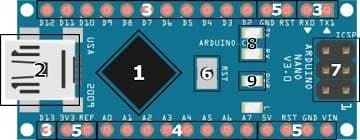 D12 D11 D10 D9 D8 D7 D6 D5 D4 D3 D2 GND RST RX0 TX1
3 5 3
USA
2009
2
1
ARDUINO
8
6
RST
9
L
ARDUINO
NANO
V3.0
ICSP
7
1
D13 3V3 REF A0 A1 A2 A3 A4 A5 A6 A7 5V RST GND VIN
3 5 4 5